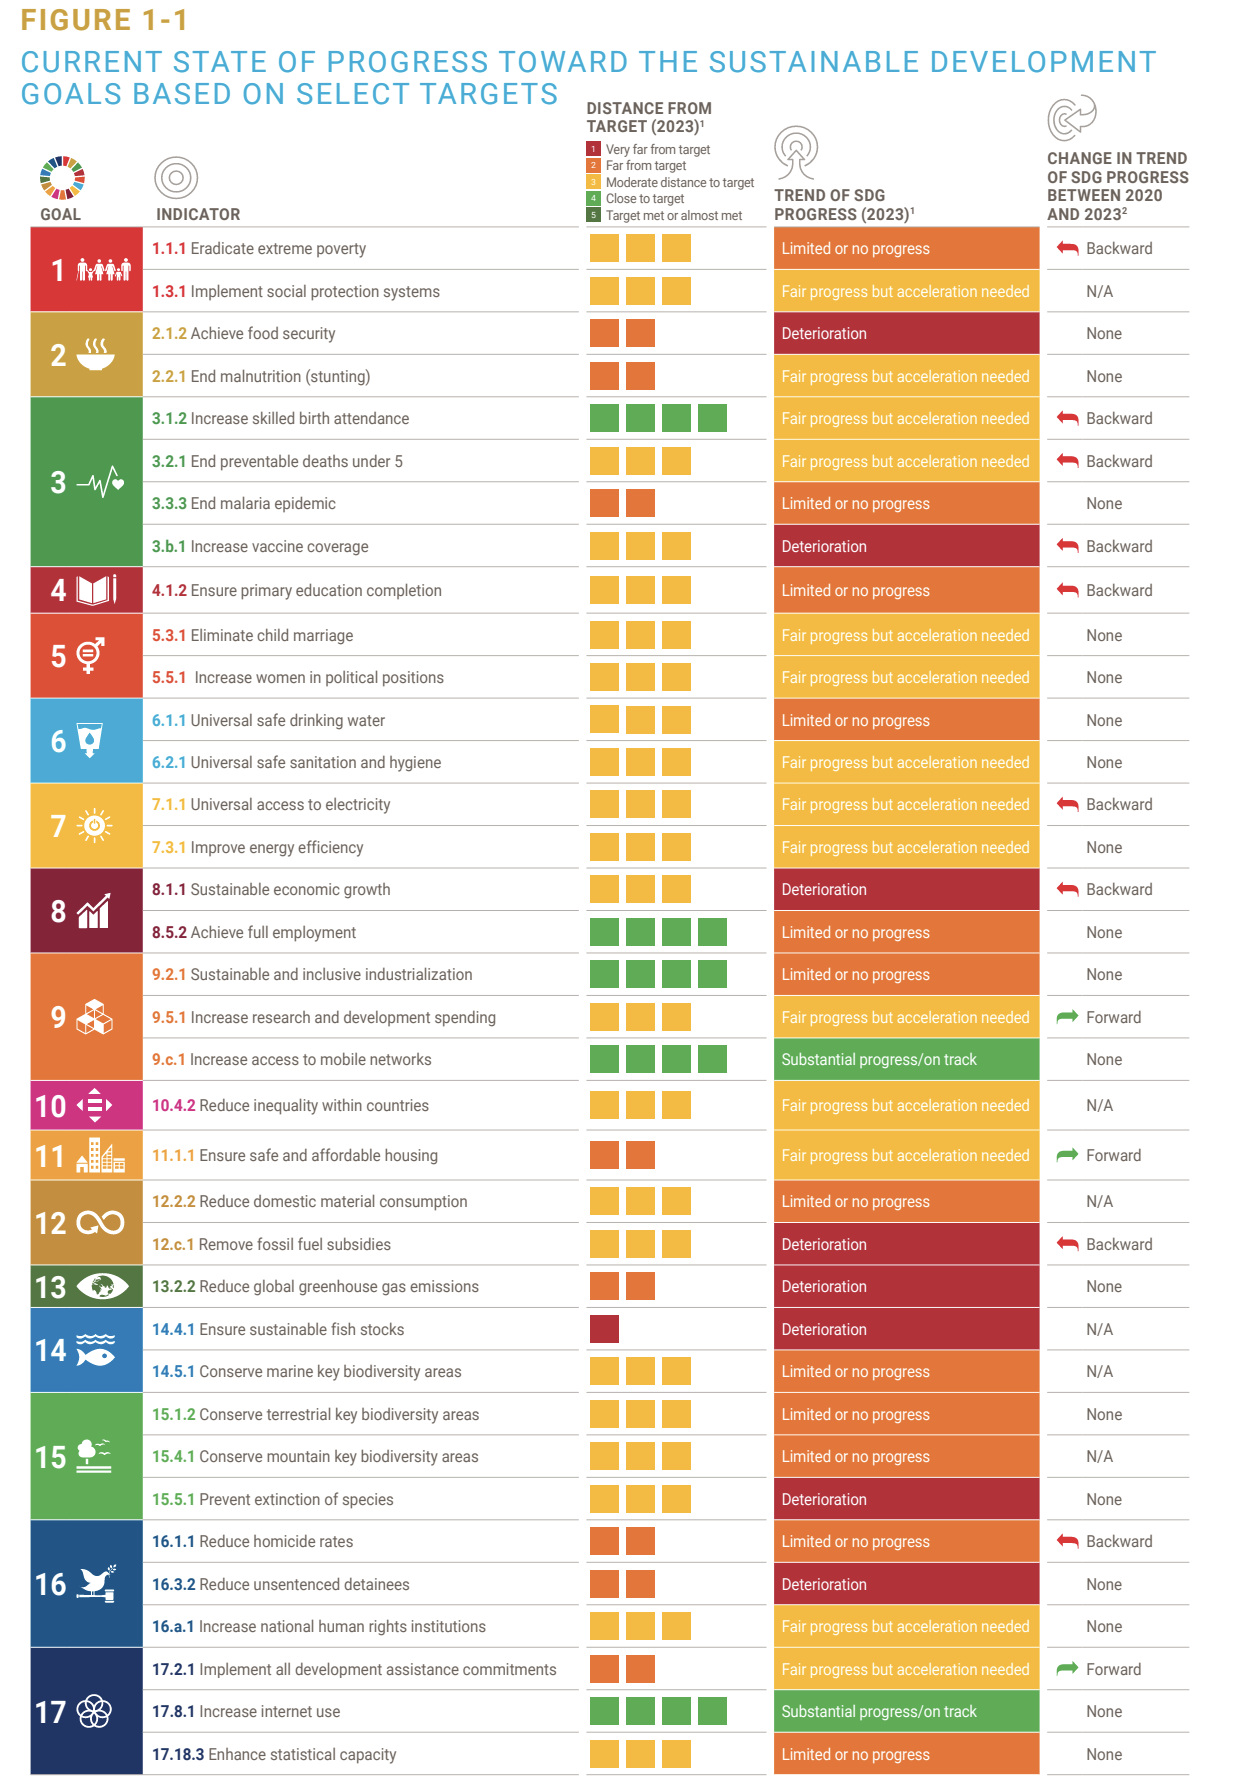 FIGURE 1-1
CURRENT STATE OF PROGRESS TOWARD THE SUSTAINABLE DEVELOPMENT
GOALS BASED ON SELECT TARGETS
GOAL
INDICATOR
DISTANCE FROM
TARGET (2023)¹
1 Very far from target
2 Far from target
3 Moderate distance to target
4 Close to target
5 Target met or almost met
TREND OF SDG
PROGRESS (2023)¹
CHANGE IN TREND
OF SDG PROGRESS
BETWEEN 2020
AND 2023²
1
1.1.1 Eradicate extreme poverty Limited or no progress Backward
1.3.1 Implement social protection systems Fair progress but acceleration needed N/A
2
2.1.2 Achieve food security Deterioration None
2.2.1 End malnutrition (stunting) Fair progress but acceleration needed None
3
3.1.2 Increase skilled birth attendance Fair progress but acceleration needed Backward
3.2.1 End preventable deaths under 5 Fair progress but acceleration needed Backward
3.3.3 End malaria epidemic Limited or no progress None
3.b.1 Increase vaccine coverage Deterioration Backward
4
4.1.2 Ensure primary education completion Limited or no progress Backward
5
5.3.1 Eliminate child marriage Fair progress but acceleration needed None
5.5.1 Increase women in political positions Fair progress but acceleration needed None
6
6.1.1 Universal safe drinking water Limited or no progress None
6.2.1 Universal safe sanitation and hygiene Fair progress but acceleration needed None
7
7.1.1 Universal access to electricity Fair progress but acceleration needed Backward
7.3.1 Improve energy efficiency Fair progress but acceleration needed None
8
8.1.1 Sustainable economic growth Deterioration Backward
8.5.2 Achieve full employment Limited or no progress None
9
9.2.1 Sustainable and inclusive industrialization Limited or no progress None
9.5.1 Increase research and development spending Fair progress but acceleration needed Forward
9.c.1 Increase access to mobile networks Substantial progress/on track None
10
10.4.2 Reduce inequality within countries Fair progress but acceleration needed N/A
11
11.1.1 Ensure safe and affordable housing Fair progress but acceleration needed Forward
12
12.2.2 Reduce domestic material consumption Limited or no progress N/A
12.c.1 Remove fossil fuel subsidies Deterioration Backward
13
13.2.2 Reduce global greenhouse gas emissions Deterioration None
14
14.4.1 Ensure sustainable fish stocks Deterioration N/A
14.5.1 Conserve marine key biodiversity areas Limited or no progress N/A
15
15.1.2 Conserve terrestrial key biodiversity areas Limited or no progress None
15.4.1 Conserve mountain key biodiversity areas Limited or no progress N/A
15.5.1 Prevent extinction of species Deterioration None
16
16.1.1 Reduce homicide rates Limited or no progress Backward
16.3.2 Reduce unsentenced detainees Deterioration None
16.a.1 Increase national human rights institutions Fair progress but acceleration needed None
17
17.2.1 Implement all development assistance commitments Fair progress but acceleration needed Forward
17.8.1 Increase internet use Substantial progress/on track None
17.18.3 Enhance statistical capacity Limited or no progress None